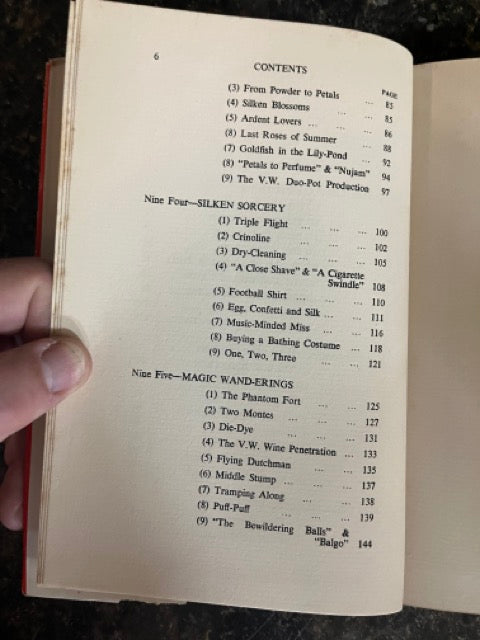 6
CONTENTS
PAGE
(3) From Powder to Petals ... 85
(4) Silken Blossoms ... 85
(5) Ardent Lovers ... ... 86
(8) Last Roses of Summer ... 88
(7) Goldfish in the Lily-Pond ... 92
(8) "Petals to Perfume" & "Nujam" 94
(9) The V.W. Duo-Pot Production 97
Nine Four—SILKEN SORCERY
(1) Triple Flight ... ... 100
(2) Crinoline ... ... 102
(3) Dry-Cleaning ... ... 105
(4) "A Close Shave" & "A Cigarette
Swindle" 108
(5) Football Shirt ... ... 110
(6) Egg, Confetti and Silk ... ... 111
(7) Music-Minded Miss ... 116
(8) Buying a Bathing Costume ... 118
(9) One, Two, Three ... ... 121
Nine Five—MAGIC WAND-ERINGS
(1) The Phantom Fort ... ... 125
(2) Two Montes ... ... 127
(3) Die-Dye ... ... 131
(4) The V.W. Wine Penetration ... 133
(5) Flying Dutchman ... ... 135
(6) Middle Stump ... ... ... 137
(7) Tramping Along ... ... 138
(8) Puff-Puff ... ... ... 139
(9) "The Bewildering Balls" &
"Balgo" 144